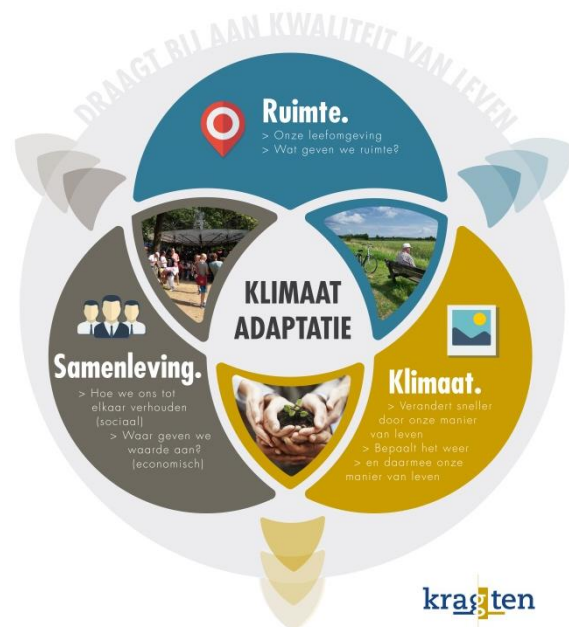 DRAAGT BIJ AAN KWALITEIT VAN LEVEN
Ruimte.
> Onze leefomgeving
> Wat geven we ruimte?
KLIMAAT
ADAPTATIE
Samenleving.
> Hoe we ons tot
elkaar verhouden
(sociaal)
> Waar geven we
waarde aan?
(economisch)
Klimaat.
> Verandert sneller
door onze manier
van leven
> Bepaalt het weer
> en daarmee onze
manier van leven
kragten